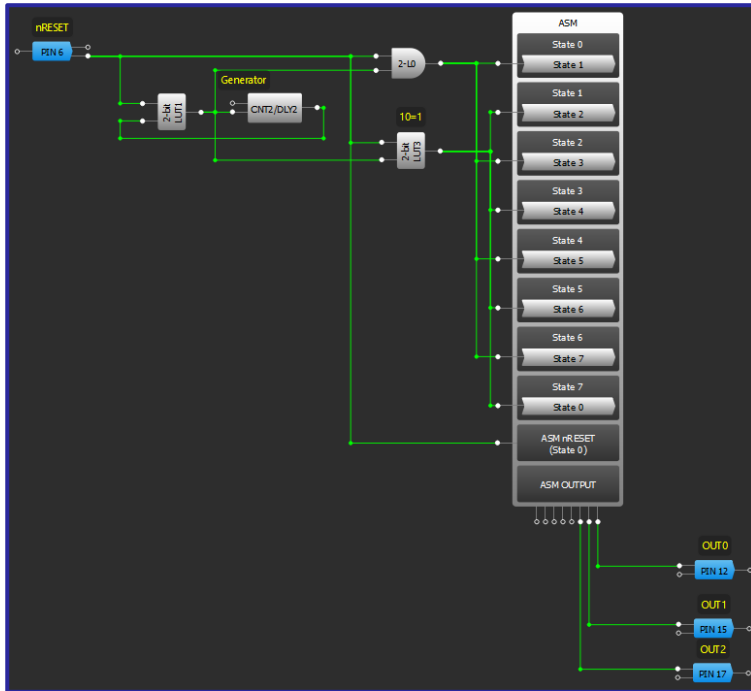 nRESET
PIN 6
Generator
2-bit
LUT1
CNT2/DLY2
2-L0
10=1
2-bit
LUT3
ASM
State 0
State 1
State 1
State 2
State 2
State 3
State 3
State 4
State 4
State 5
State 5
State 6
State 6
State 7
State 7
State 0
ASM nRESET
(State 0)
ASM OUTPUT
OUT0
PIN 12
OUT1
PIN 15
OUT2
PIN 17